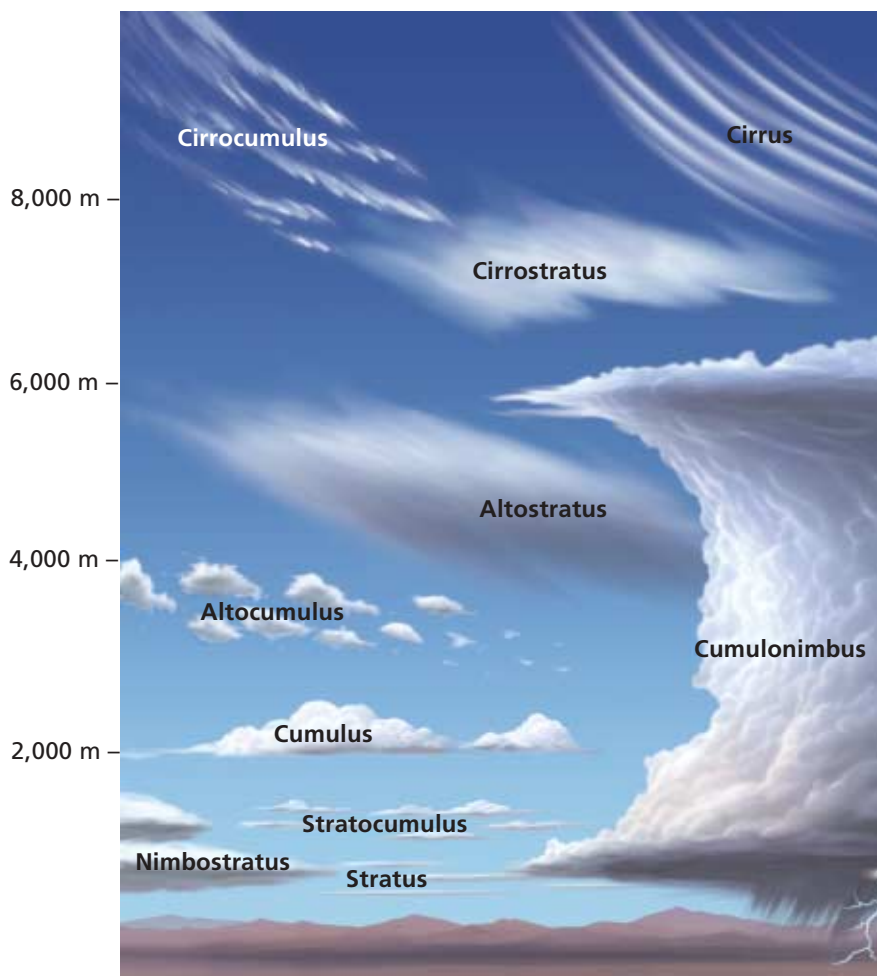 Cirrocumulus
Cirrus
8,000 m
Cirrostratus
6,000 m
Altostratus
4,000 m
Altocumulus
Cumulonimbus
Cumulus
2,000 m
Stratocumulus
Nimbostratus
Stratus